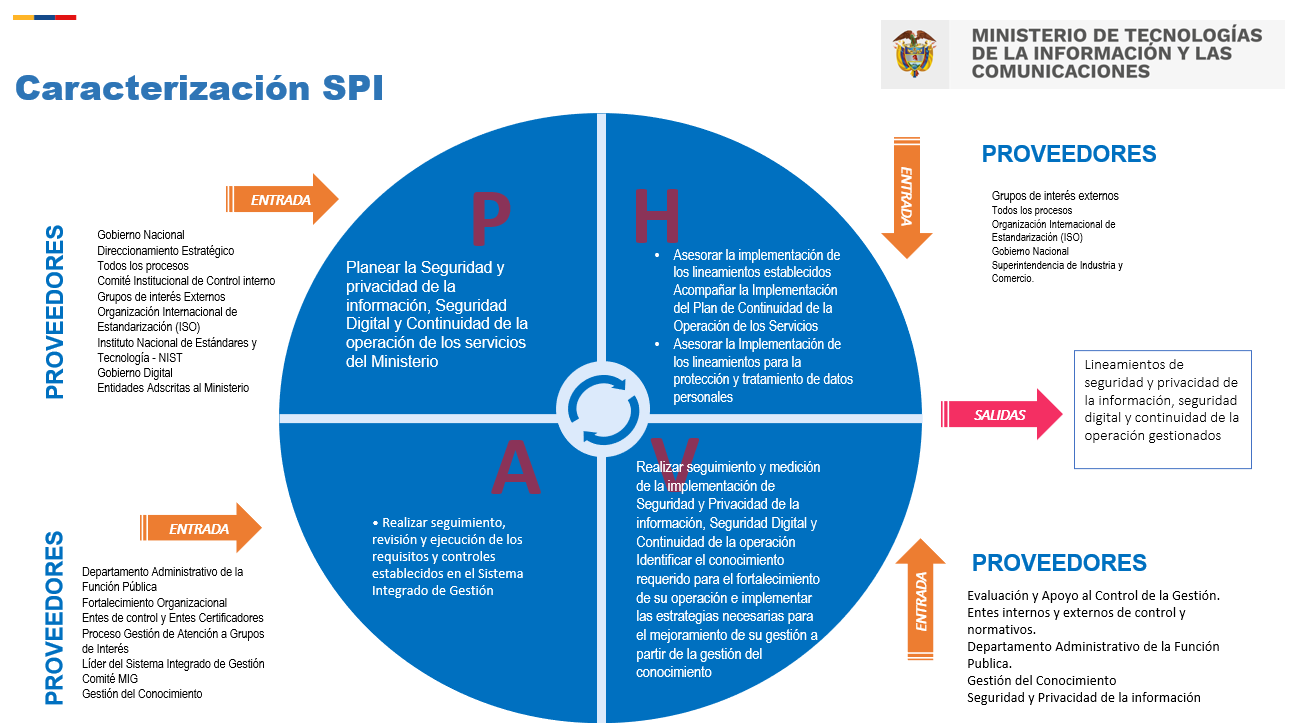 MINISTERIO DE TECNOLOGÍAS
DE LA INFORMACIÓN Y LAS
COMUNICACIONES
Caracterización SPI
PROVEEDORES
ENTRADA
Gobierno Nacional
Direccionamiento Estratégico
Todos los procesos
Comité Institucional de Control interno
Grupos de interés Externos
Organización Internacional de
Estandarización (ISO)
Instituto Nacional de Estándares y
Tecnología - NIST
Gobierno Digital
Entidades Adscritas al Ministerio
P
Planear la Seguridad y
privacidad de la
información, Seguridad
Digital y Continuidad de la
operación de los servicios
del Ministerio
H
• Asesorar la implementación de
los lineamientos establecidos
Acompañar la Implementación
del Plan de Continuidad de la
Operación de los Servicios
• Asesorar la Implementación de
los lineamientos para la
protección y tratamiento de datos
personales
ENTRADA
PROVEEDORES
Grupos de interés externos
Todos los procesos
Organización Internacional de
Estandarización (ISO)
Gobierno Nacional
Superintendencia de Industria y
Comercio.
SALIDAS
Lineamientos de
seguridad y privacidad de
la información, seguridad
digital y continuidad de la
operación gestionados
PROVEEDORES
ENTRADA
Departamento Administrativo de la
Función Pública
Fortalecimiento Organizacional
Entes de control y Entes Certificadores
Proceso Gestión de Atención a Grupos
de Interés
Líder del Sistema Integrado de Gestión
Comité MIG
Gestión del Conocimiento
A
• Realizar seguimiento,
revisión y ejecución de los
requisitos y controles
establecidos en el Sistema
Integrado de Gestión
V
Realizar seguimiento y medición
de la implementación de
Seguridad y Privacidad de la
información, Seguridad Digital y
Continuidad de la operación
Identificar el conocimiento
requerido para el fortalecimiento
de su operación e implementar
las estrategias necesarias para
el mejoramiento de su gestión a
partir de la gestión del
conocimiento
ENTRADA
PROVEEDORES
Evaluación y Apoyo al Control de la Gestión.
Entes internos y externos de control y
normativos.
Departamento Administrativo de la Función
Publica.
Gestión del Conocimiento
Seguridad y Privacidad de la información